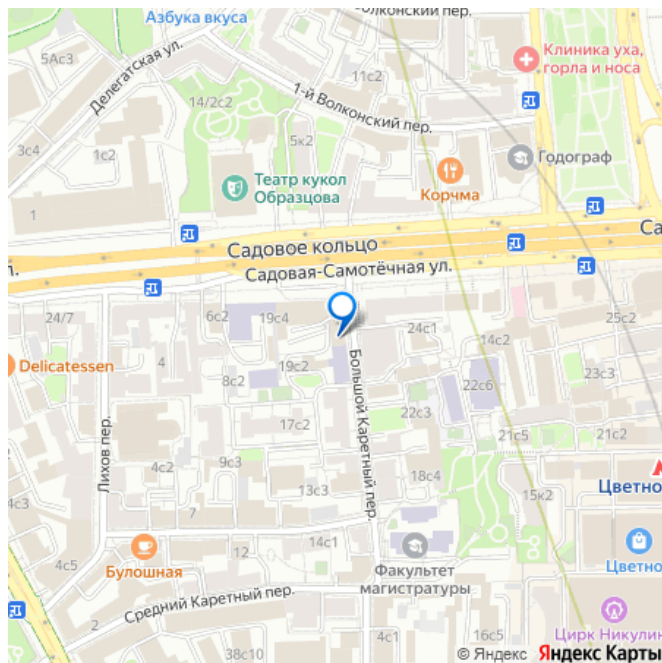 Азбука вкуса
Волконский пер.
5Ас3
Делегатская ул.
11с2
Клиника уха,
горла и носа
14/2с2
1-й Волконский пер.
3с4
1с2
5к2
Годограф
Театр кукол
Образцова
Корчма
1
Садовое кольцо
Са
Садовая-Самотёчная ул.
л.
24/7
6с2
19с4
24с1
14с2
25с2
Delicatessen
4
19с2
8с2
Большой Каретный пер.
22с6
23с3
Лихов пер.
17с2
22с3
21с5
21с2
4с2
9с3
18с4
4с3
13с3
15к2
Цветно
7
14с1
12
Булошная
4с5
Факультет
магистратуры
Цветно
Средний Каретный пер.
Цирк Никулин
4с1
16с5
38с10
© Яндекс Яндекс Карты